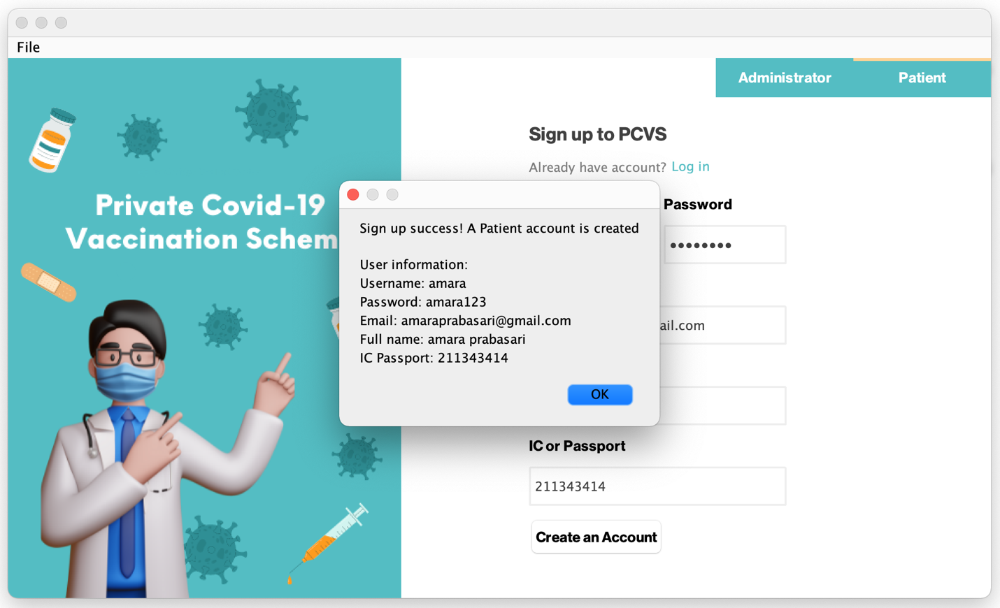 File
Administrator
Patient
Sign up to PCVS
Already have account? Log in
Private Covid-19
Vaccination Schem
Password
••••••••
Sign up success! A Patient account is created
User information:
Username: amara
Password: amara123
Email: amaraprabasari@gmail.com
Full name: amara prabasari
IC Passport: 211343414
OK
ail.com
IC or Passport
211343414
Create an Account